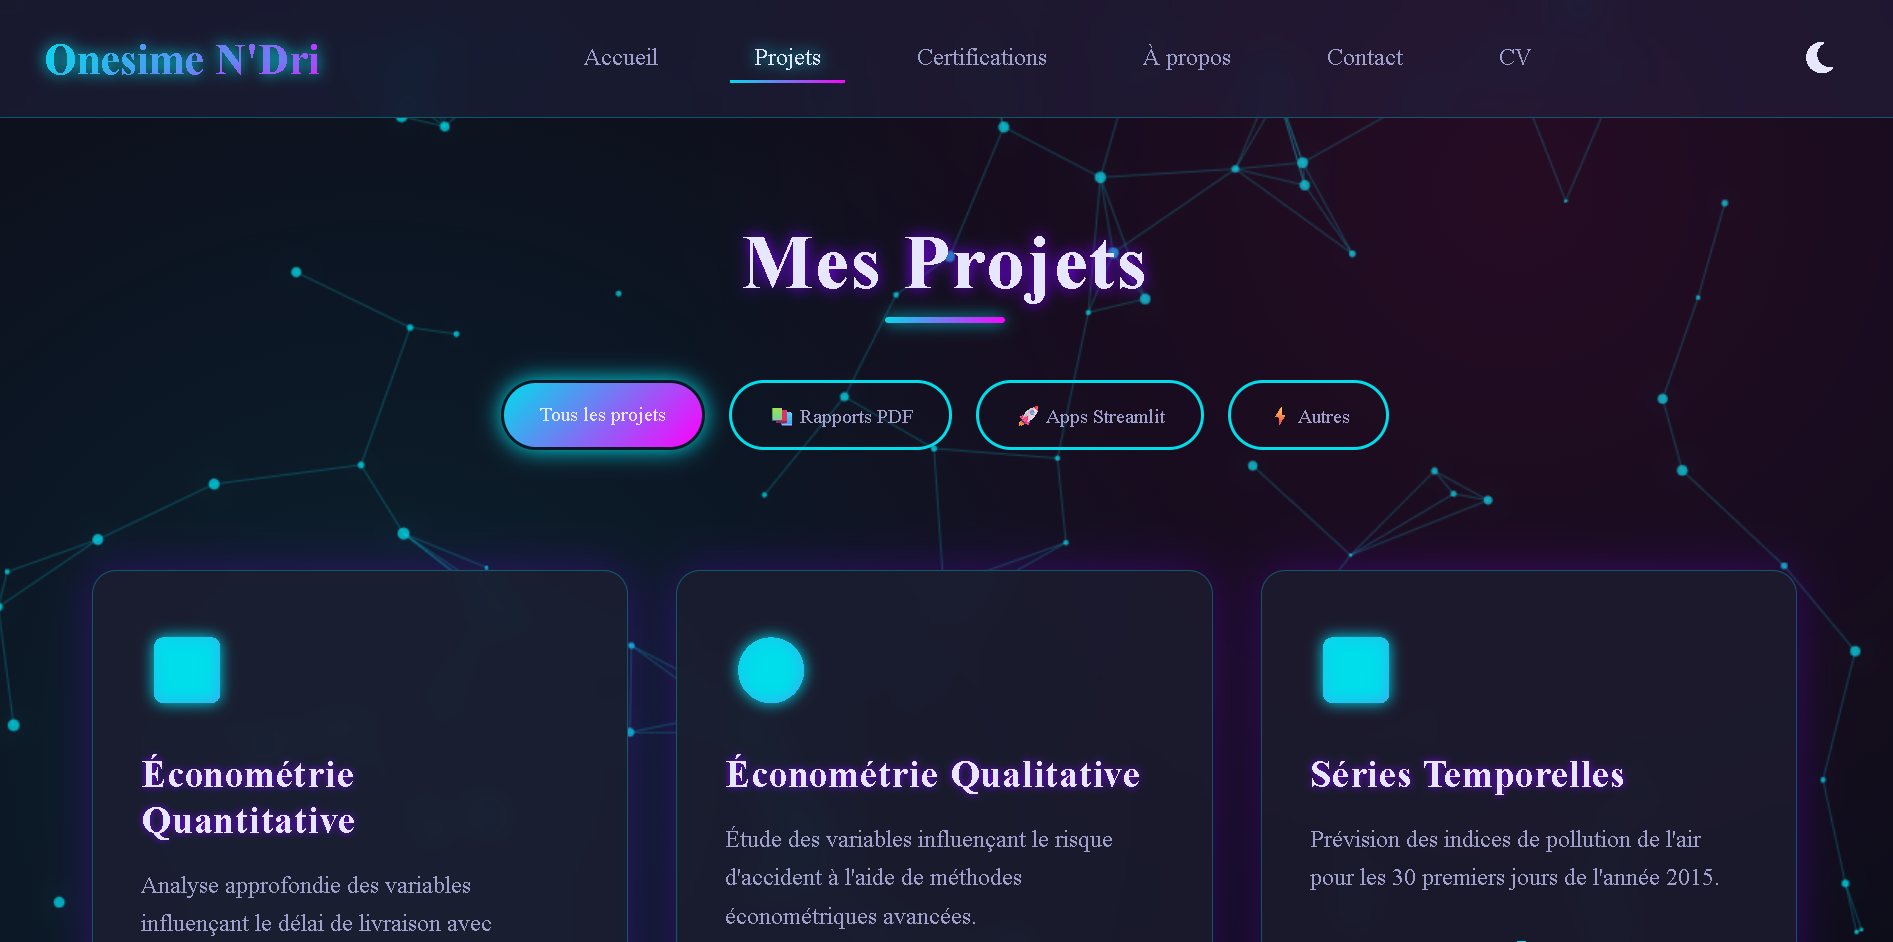 Onesime N'Dri
Accueil
Projets
Certifications
À propos
Contact
CV
Mes Projets
Tous les projets
Rapports PDF
Apps Streamlit
Autres
Économétrie
Quantitative
Analyse approfondie des variables
influençant le délai de livraison avec
Économétrie Qualitative
Étude des variables influençant le risque
d'accident à l'aide de méthodes
économétriques avancées.
Séries Temporelles
Prévision des indices de pollution de l'air
pour les 30 premiers jours de l'année 2015.